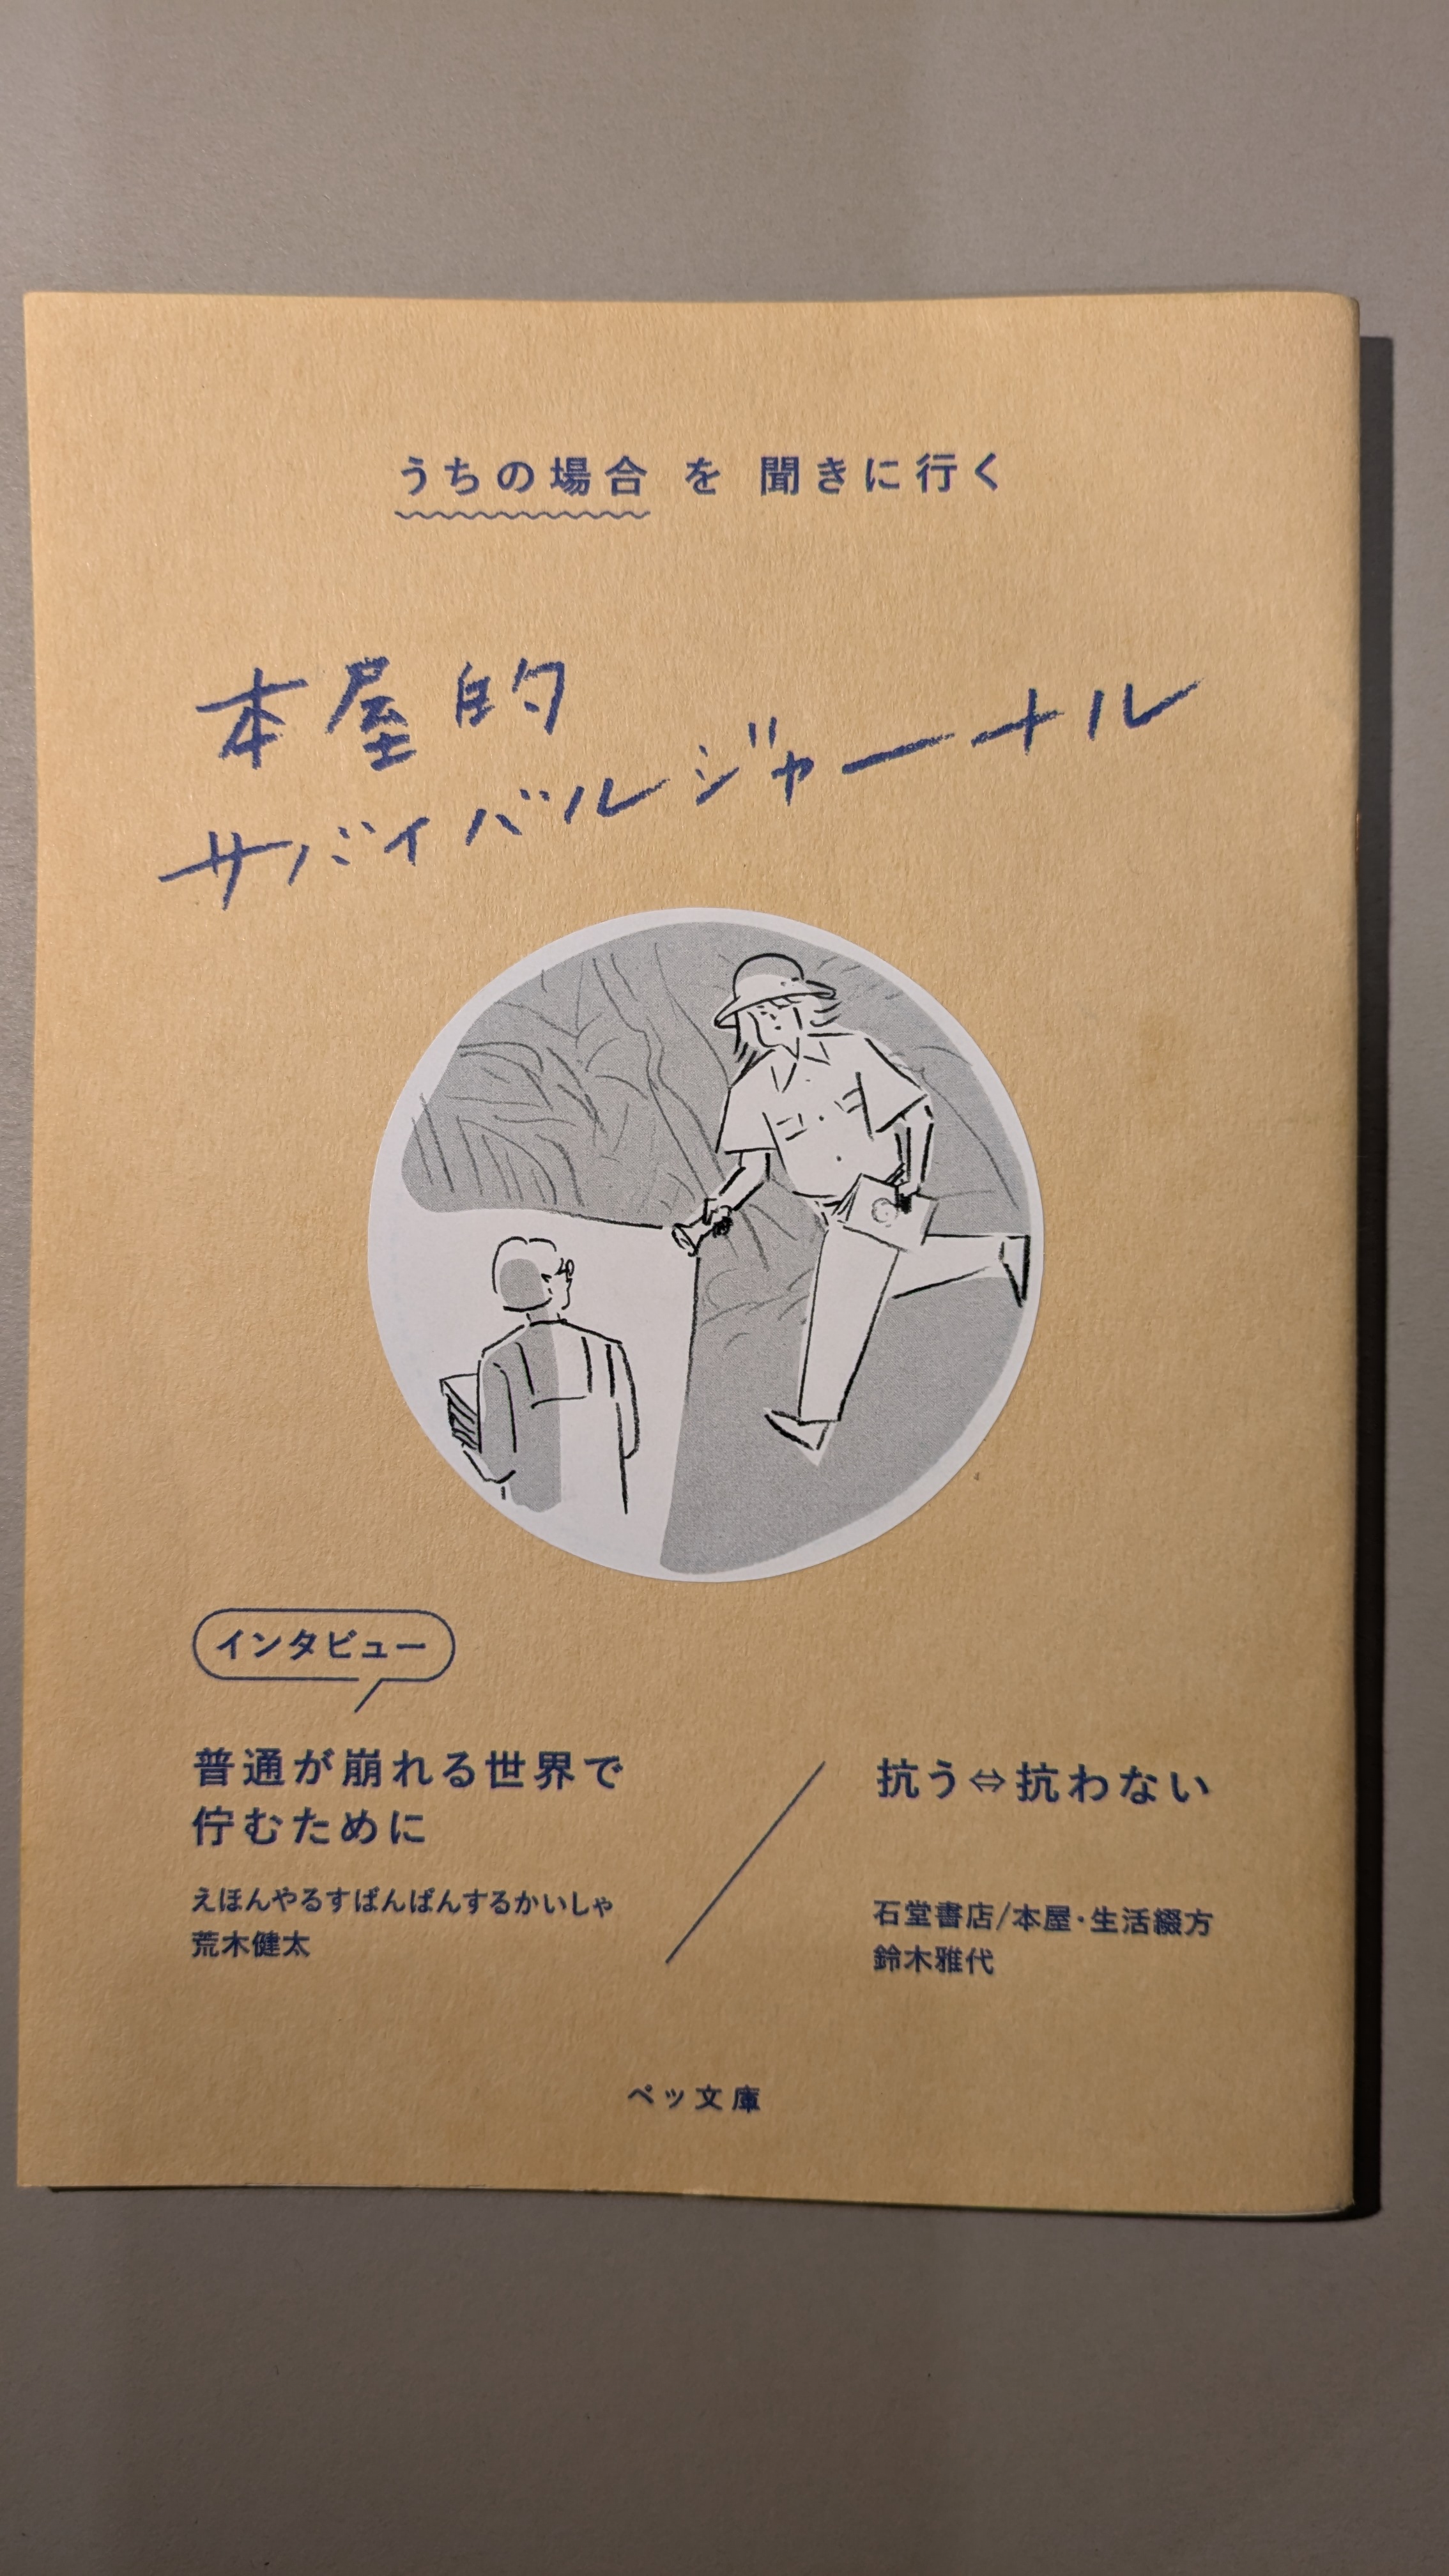 うちの場合 を 聞きに行く
本屋的
サバイバルジャーナル
インタビュー
普通が崩れる世界で
佇むために
えほんやるすばんばんするかいしゃ
荒木健太
抗う⇔抗わない
石堂書店/本屋・生活綴方
鈴木雅代
ペッ文庫